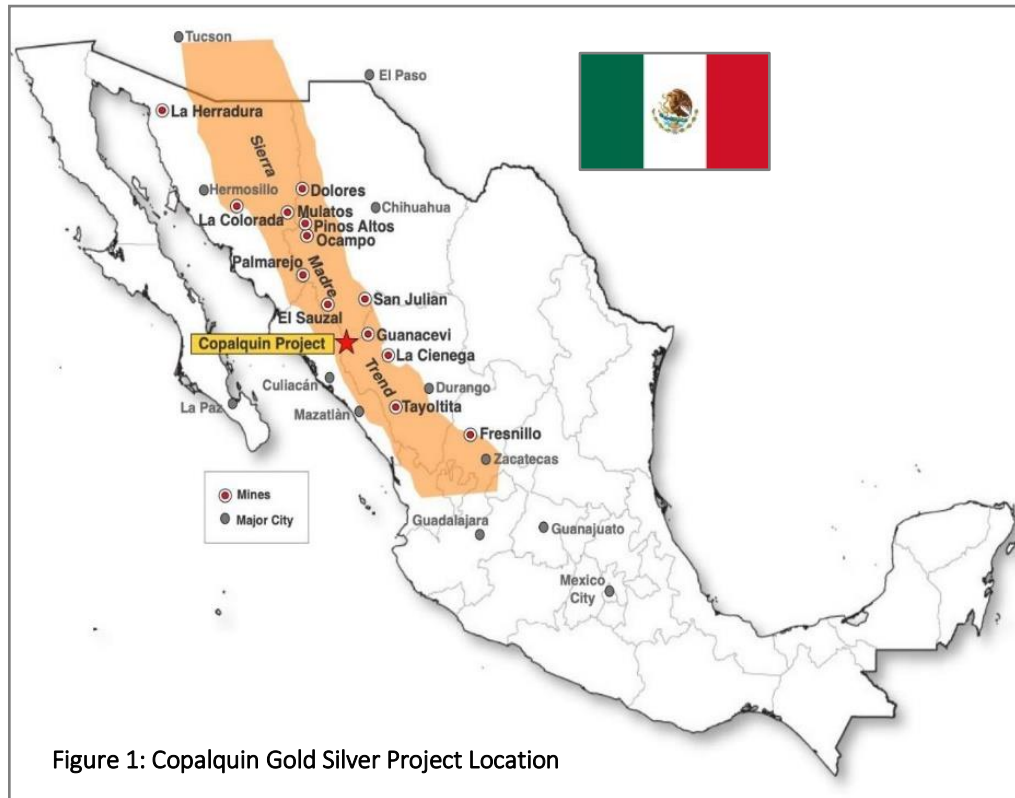 Tucson
El Paso
La Herradura
Sierra
Hermosillo
Dolores
Chihuahua
La Colorada
Mulatos
Pinos Altos
Ocampo
Palmarejo
Madre
San Julian
El Sauzal
Guanacevi
Copalquin Project
La Cienega
Trend
Culiacán
Durango
La Paz
Mazatlàn
Tayoltita
Fresnillo
Zacatecas
Mines
Major City
Guadalajara
Guanajuato
Mexico
City
Figure 1: Copalquin Gold Silver Project Location